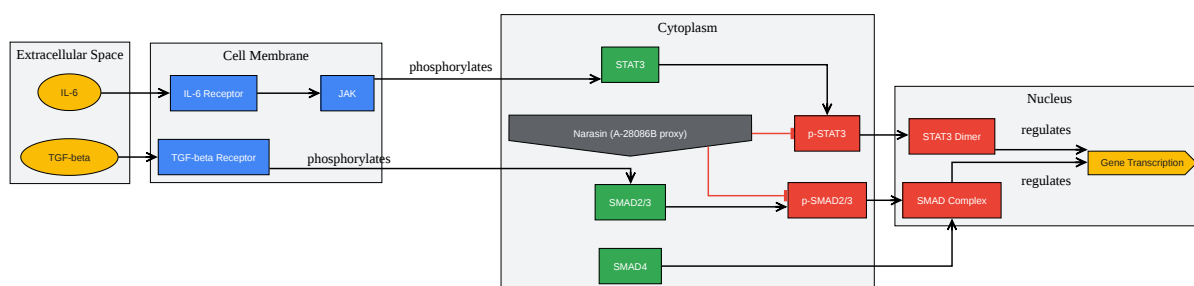 Extracellular Space
IL-6
TGF-beta
Cell Membrane
IL-6 Receptor
JAK
TGF-beta Receptor
phosphorylates
phosphorylates
Cytoplasm
STAT3
Narasin (A-28086B proxy)
p-STAT3
SMAD2/3
p-SMAD2/3
SMAD4
Nucleus
STAT3 Dimer
regulates
Gene Transcription
regulates
SMAD Complex